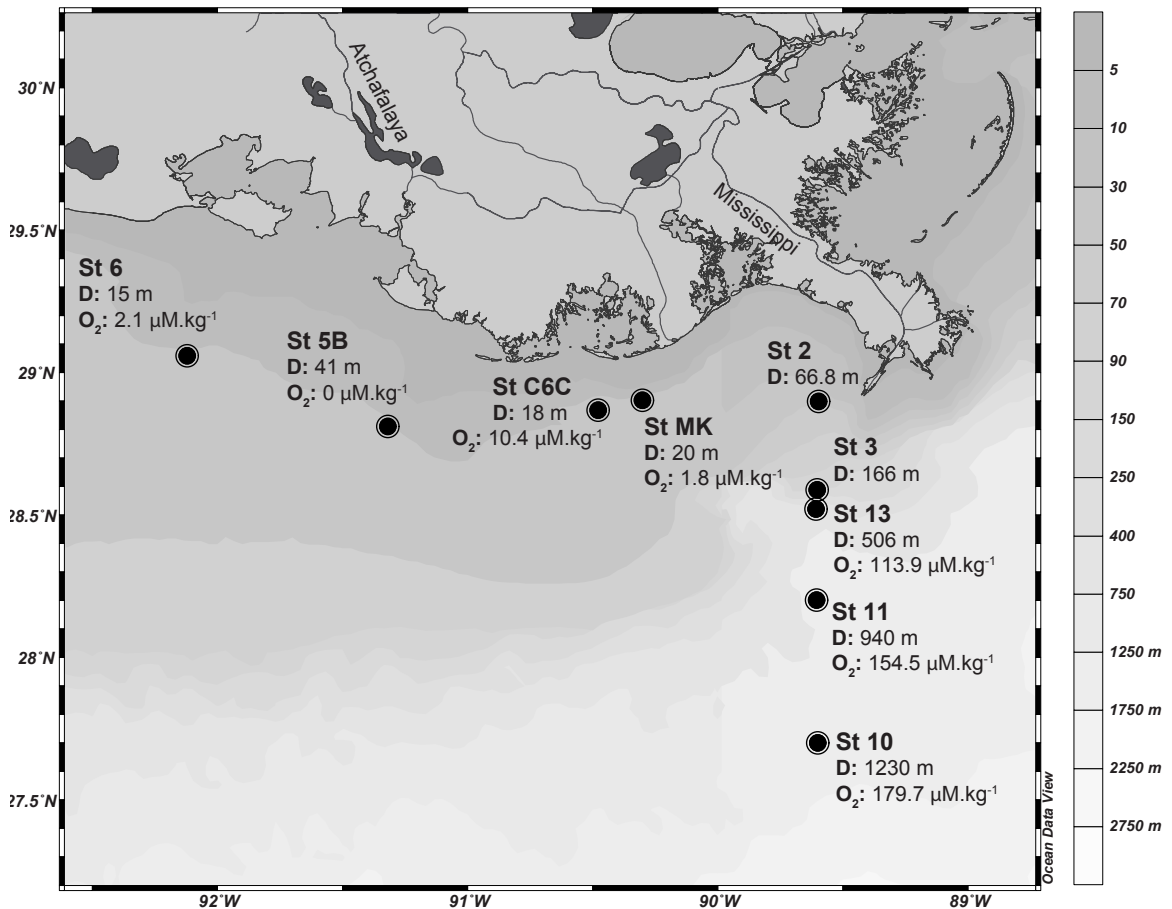 Atchafalaya
Mississippi
30°N
29.5°N
29°N
28.5°N
28°N
27.5°N
St 6
D: 15 m
O₂: 2.1 µM.kg⁻¹
St 5B
D: 41 m
O₂: 0 µM.kg⁻¹
St C6C
D: 18 m
O₂: 10.4 µM.kg⁻¹
St MK
D: 20 m
O₂: 1.8 µM.kg⁻¹
St 2
D: 66.8 m
St 3
D: 166 m
St 13
D: 506 m
O₂: 113.9 µM.kg⁻¹
St 11
D: 940 m
O₂: 154.5 µM.kg⁻¹
St 10
D: 1230 m
O₂: 179.7 µM.kg⁻¹
92°W 91°W 90°W 89°W
Ocean Data View
5
10
30
50
70
90
150
250
400
750
1250 m
1750 m
2250 m
2750 m